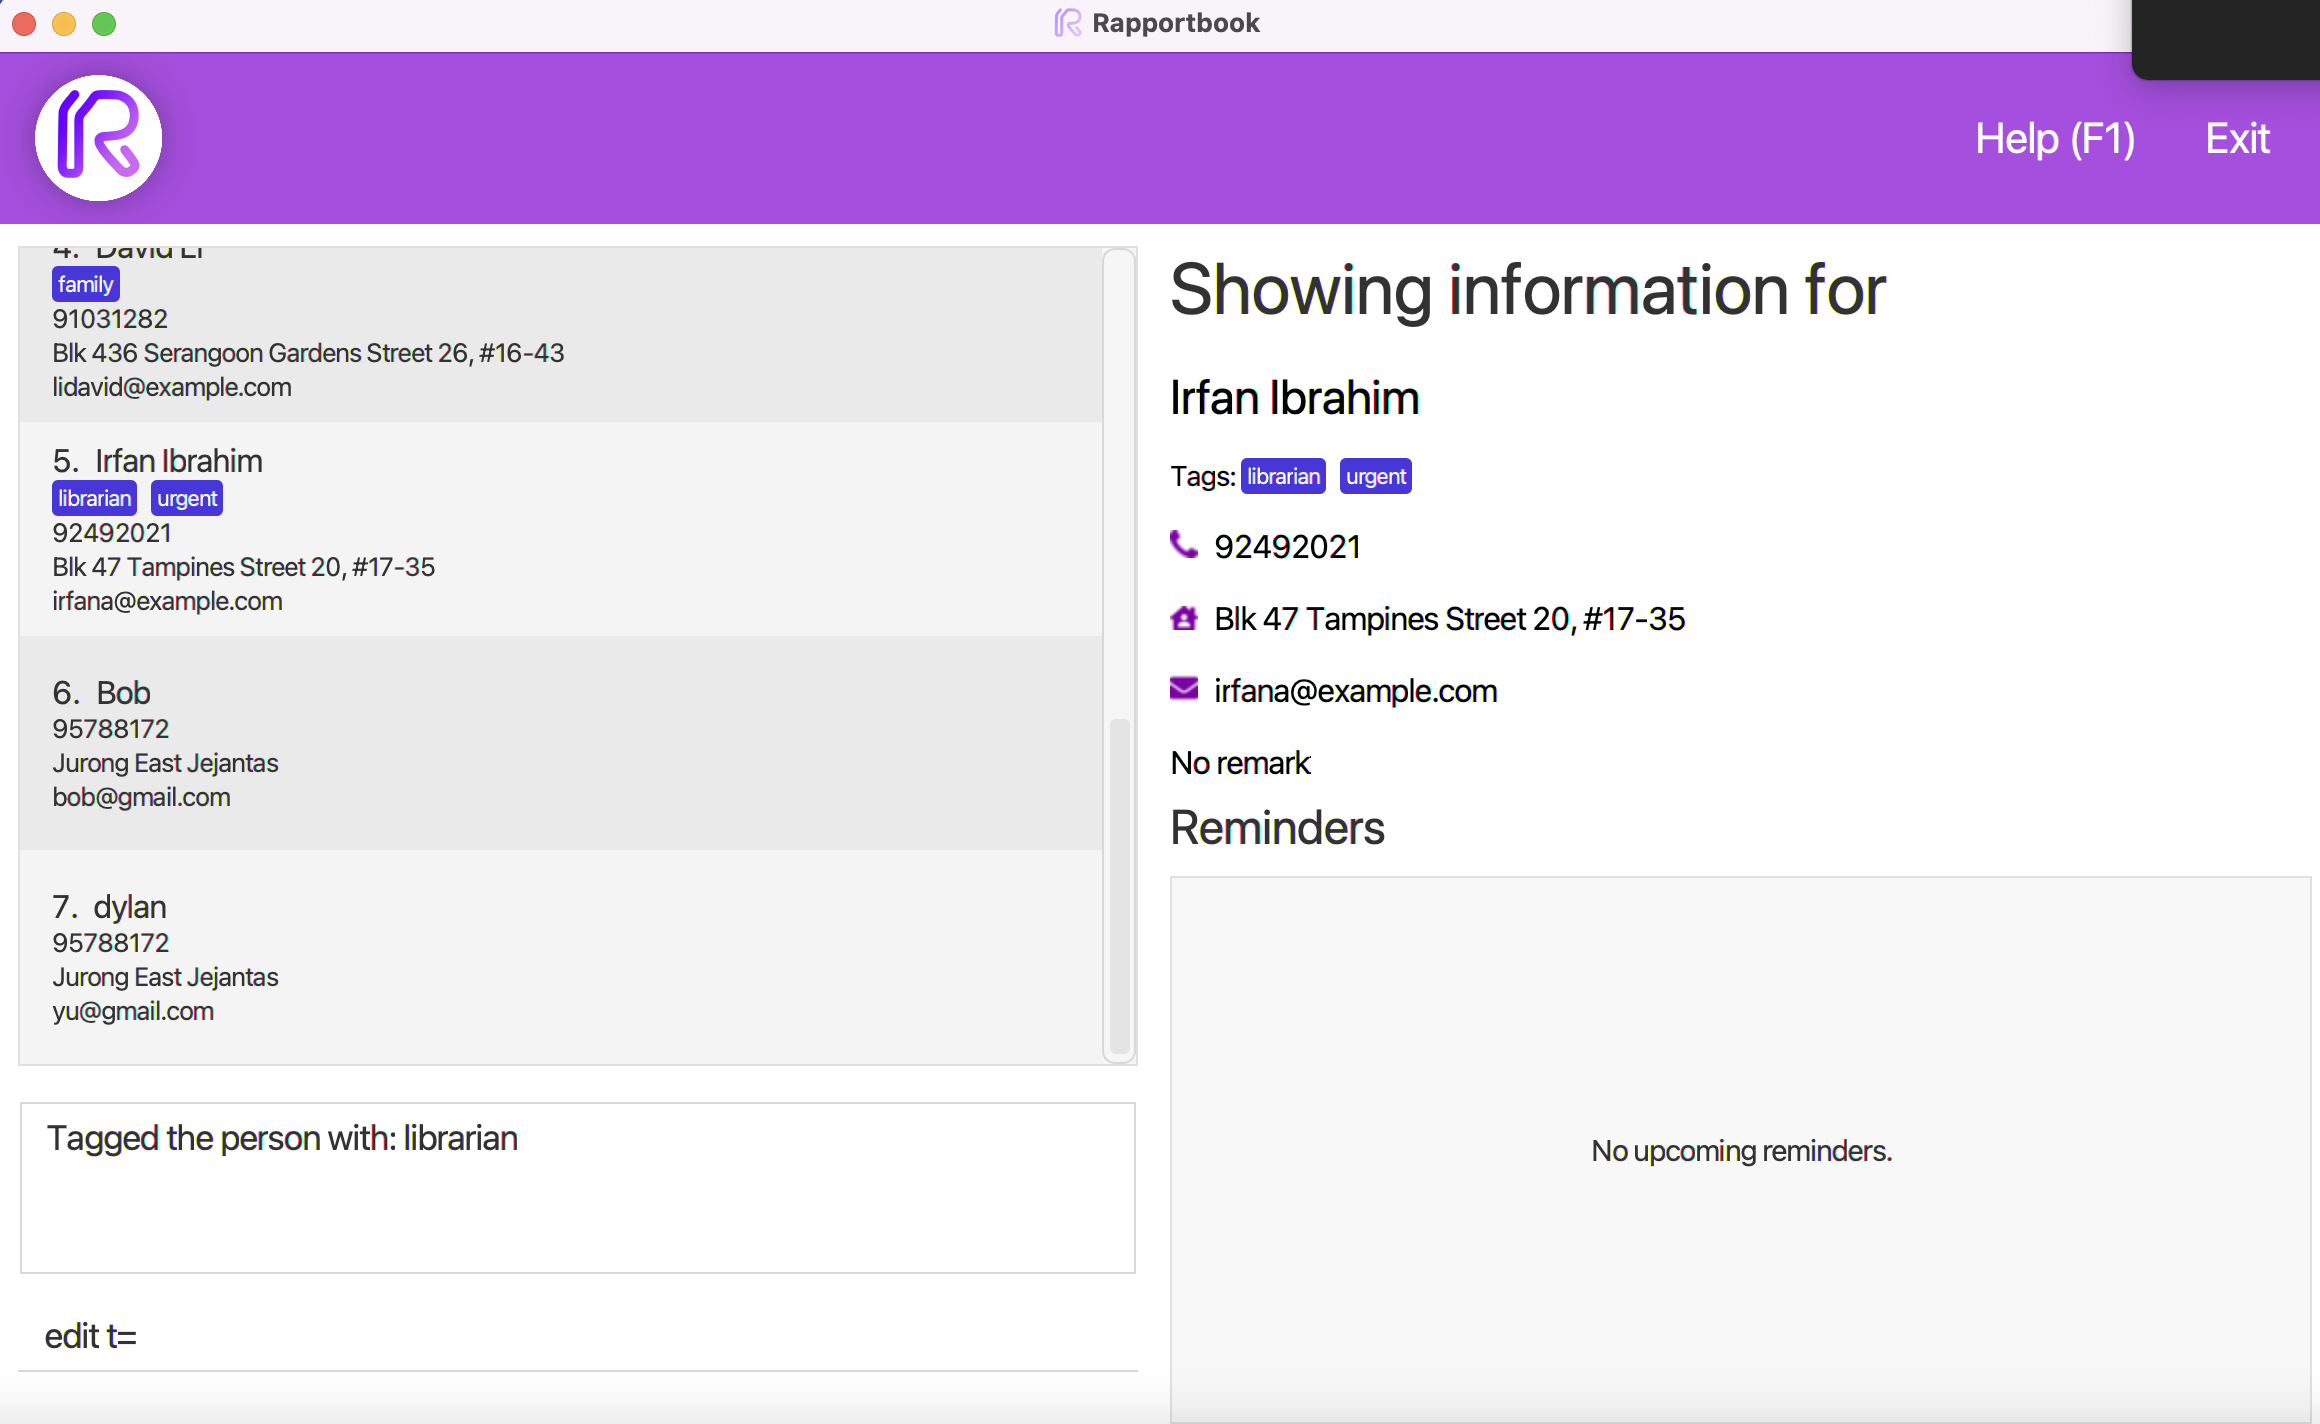 Rapportbook
Help (F1)
Exit
4. David Li
family
91031282
Blk 436 Serangoon Gardens Street 26, #16-43
lidavid@example.com
5. Irfan Ibrahim
librarian urgent
92492021
Blk 47 Tampines Street 20, #17-35
irfana@example.com
6. Bob
95788172
Jurong East Jejantas
bob@gmail.com
7. dylan
95788172
Jurong East Jejantas
yu@gmail.com
Tagged the person with: librarian
edit t=
Showing information for
Irfan Ibrahim
Tags: librarian urgent
92492021
Blk 47 Tampines Street 20, #17-35
irfana@example.com
No remark
Reminders
No upcoming reminders.